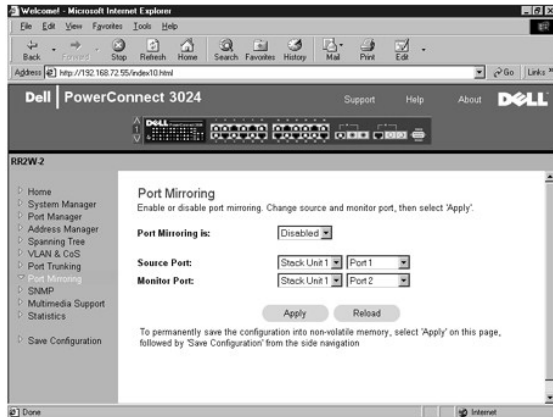 Welcome! - Microsoft Internet Explorer
File Edit View Favorites Tools Help
Back Forward Stop Refresh Home Search Favorites History Mail Print Edit
Address http://192.168.72.55/index10.html Go Links »
Dell PowerConnect 3024 Support Help About DELL
1 DELL
RR2W-2
Home
System Manager
Port Manager
Address Manager
Spanning Tree
VLAN & CoS
Port Trunking
Port Mirroring
SNMP
Multimedia Support
Statistics
Save Configuration
Port Mirroring
Enable or disable port mirroring. Change source and monitor port, then select 'Apply'.
Port Mirroring is: Disabled
Source Port: Stack Unit 1 Port 1
Monitor Port: Stack Unit 1 Port 2
Apply Reload
To permanently save the configuration into non-volatile memory, select 'Apply' on this page,
followed by 'Save Configuration' from the side navigation
Done Internet